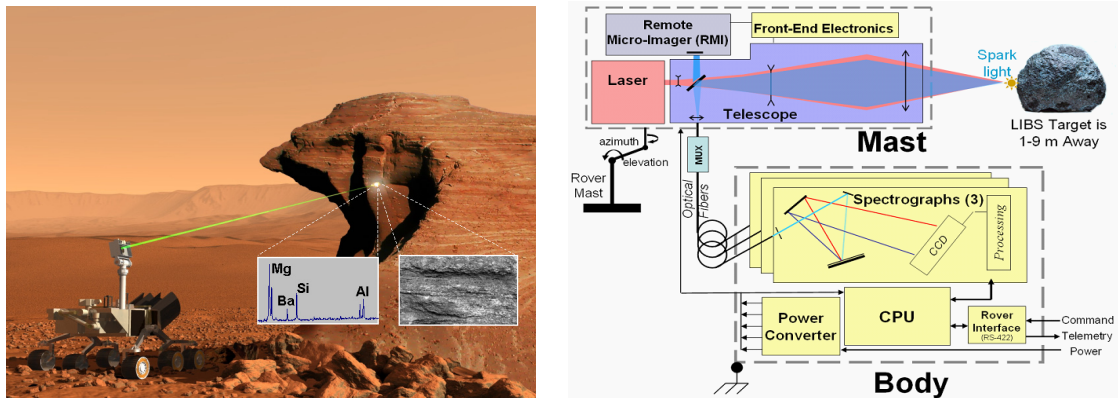 Mg
Ba
Si
Al
Remote
Micro-Imager (RMI)
Front-End Electronics
Laser
Telescope
Spark
light
LIBS Target is
1-9 m Away
Mast
azimuth
elevation
Rover
Mast
MUX
Optical
Fibers
Spectrographs (3)
CCD
Processing
Power
Converter
CPU
Rover
Interface
(RS-422)
Command
Telemetry
Power
Body